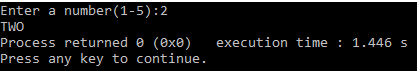 Enter a number(1-5):2
TWO
Process returned 0 (0x0)   execution time : 1.446 s
Press any key to continue.